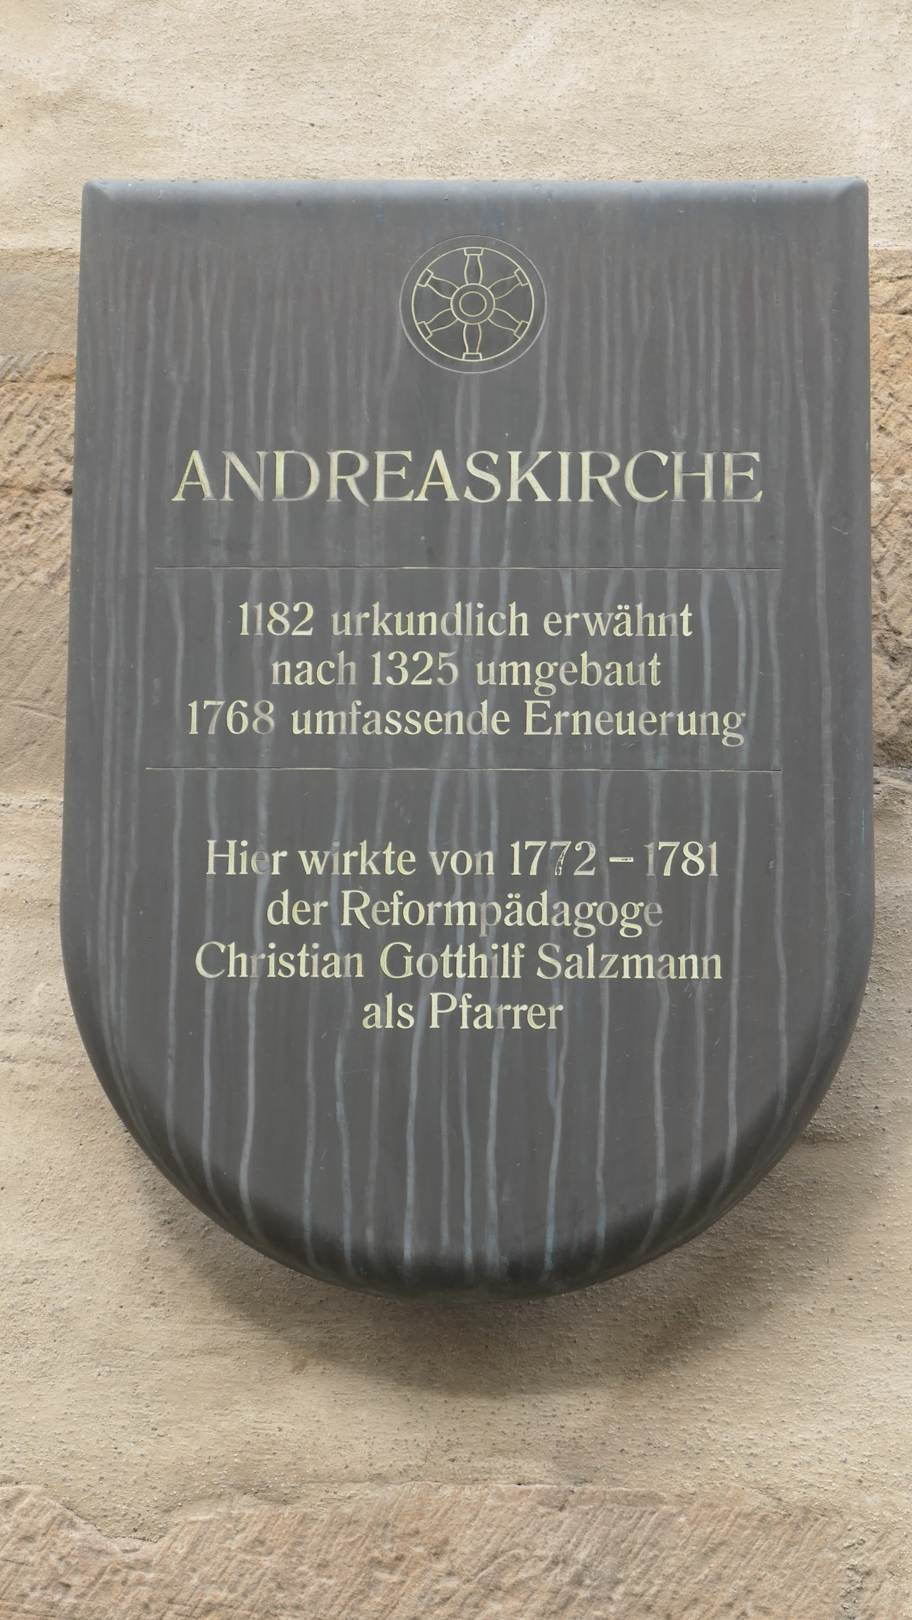 ANDREASKIRCHE
1182 urkundlich erwähnt
nach 1325 umgebaut
1768 umfassende Erneuerung
Hier wirkte von 1772 – 1781
der Reformpädagoge
Christian Gotthilf Salzmann
als Pfarrer